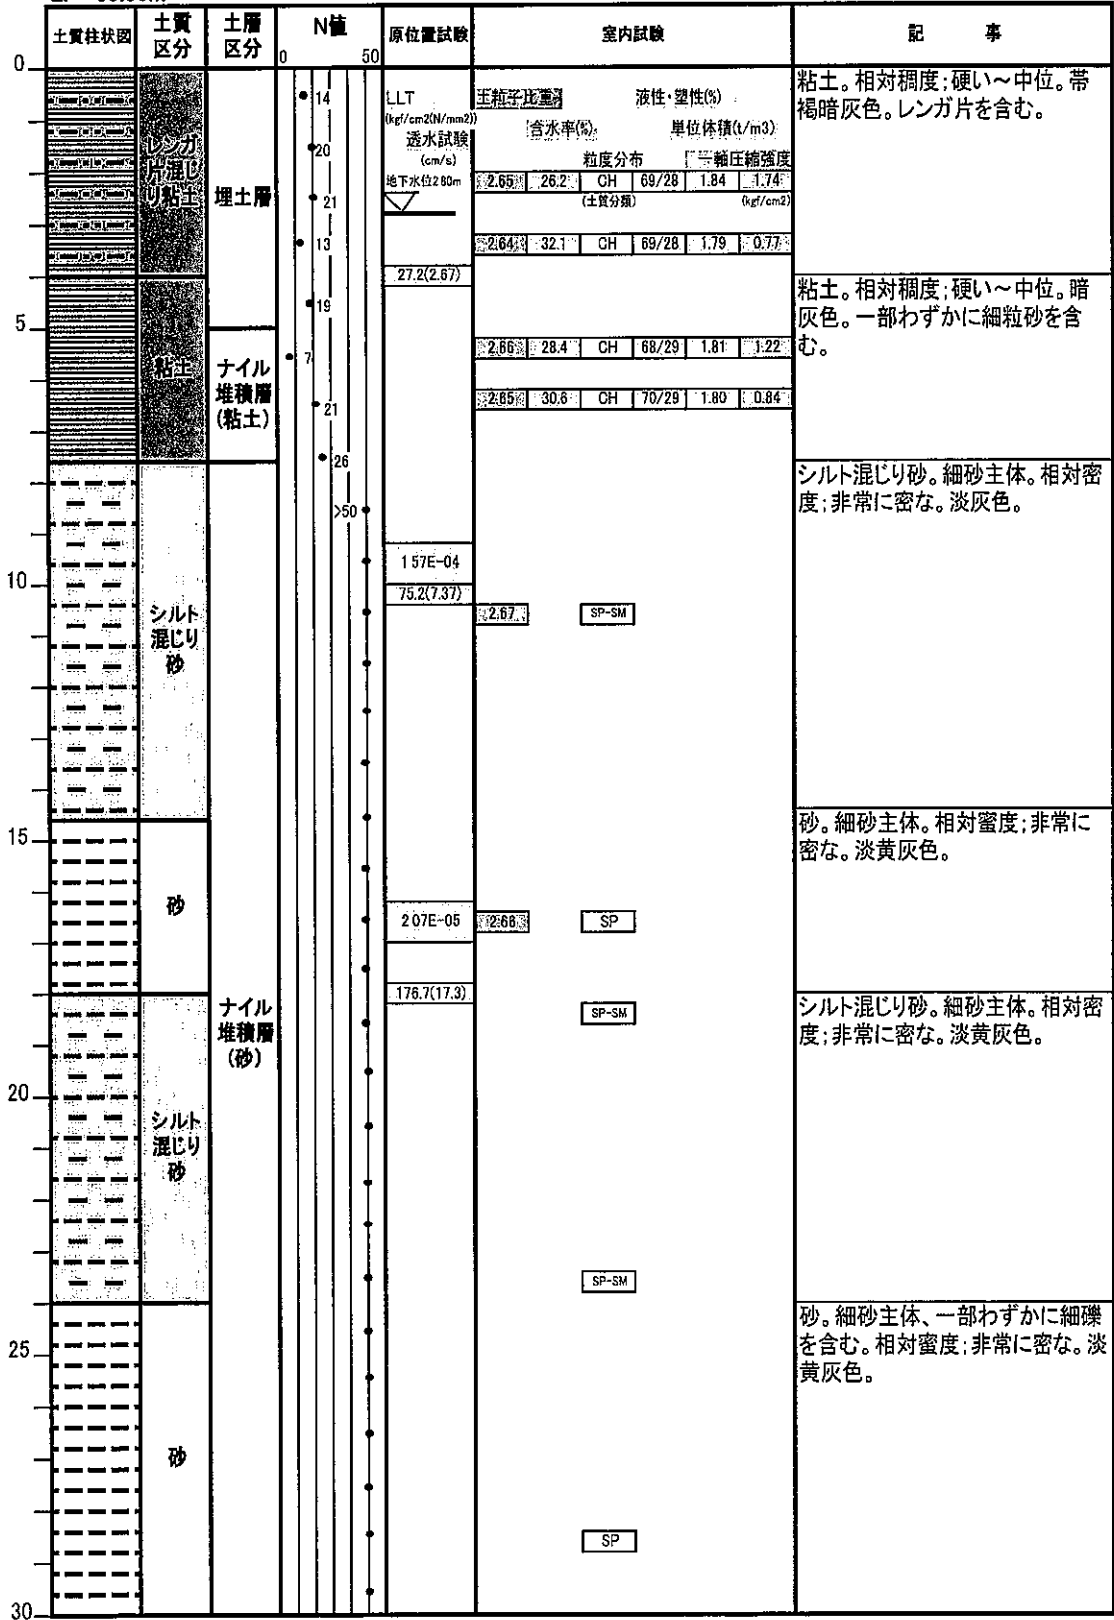 土質柱状図
土質
区分
土層
区分
N値
0 50
原位置試験
室内試験
記 事
0
5
10
15
20
25
30
レンガ
片混じ
り粘土
粘土
シルト
混じり
砂
砂
シルト
混じり
砂
砂
埋土層
ナイル
堆積層
(粘土)
ナイル
堆積層
(砂)
14
20
21
13
19
7
21
26
>50
LLT
(kgf/cm2(N/mm2))
透水試験
(cm/s)
地下水位2.80m
27.2(2.67)
1 57E-04
75.2(7.37)
2 07E-05
176.7(17.3)
土粒子比重
液性・塑性(%)
含水率(%)
単位体積(t/m3)
粒度分布
一軸圧縮強度
2.65 26.2 CH 69/28 1.84 1.74
(土質分類)
(kgf/cm2)
2.64 32.1 CH 69/28 1.79 0.77
2.66 28.4 CH 68/29 1.81 1.22
2.65 30.6 CH 70/29 1.80 0.84
2.67 SP-SM
2.68 SP
SP-SM
SP-SM
SP
粘土。相対稠度;硬い～中位。帯
褐暗灰色。レンガ片を含む。
粘土。相対稠度;硬い～中位。暗
灰色。一部わずかに細粒砂を含
む。
シルト混じり砂。細砂主体。相対密
度;非常に密な。淡灰色。
砂。細砂主体。相対蜜度;非常に
密な。淡黄灰色。
シルト混じり砂。細砂主体。相対密
度;非常に密な。淡黄灰色。
砂。細砂主体、一部わずかに細礫
を含む。相対蜜度;非常に密な。淡
黄灰色。